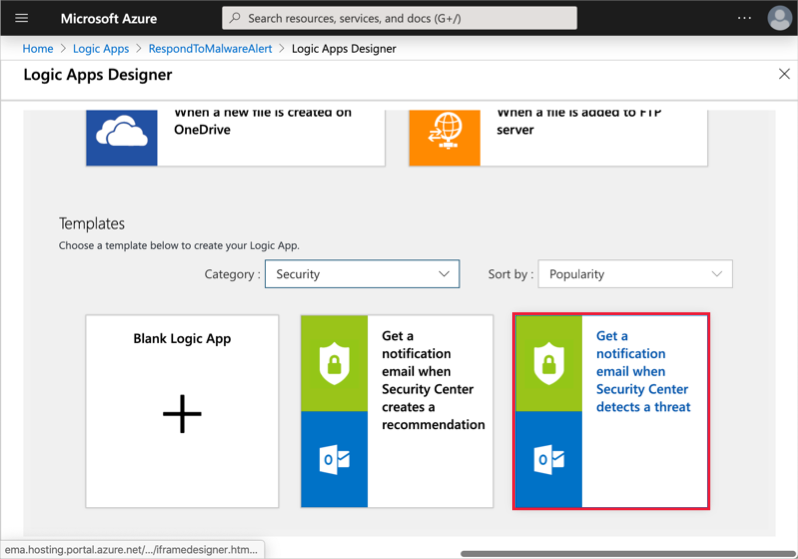 Microsoft Azure
Search resources, services, and docs (G+/)
Home > Logic Apps > RespondToMalwareAlert > Logic Apps Designer
Logic Apps Designer
When a new file is created on
OneDrive
When a file is added to FTP
server
Templates
Choose a template below to create your Logic App.
Category :
Security
Sort by :
Popularity
Blank Logic App
Get a
notification
email when
Security Center
creates a
recommendation
Get a
notification
email when
Security Center
detects a threat
ema.hosting.portal.azure.net/.../iframedesigner.htm...